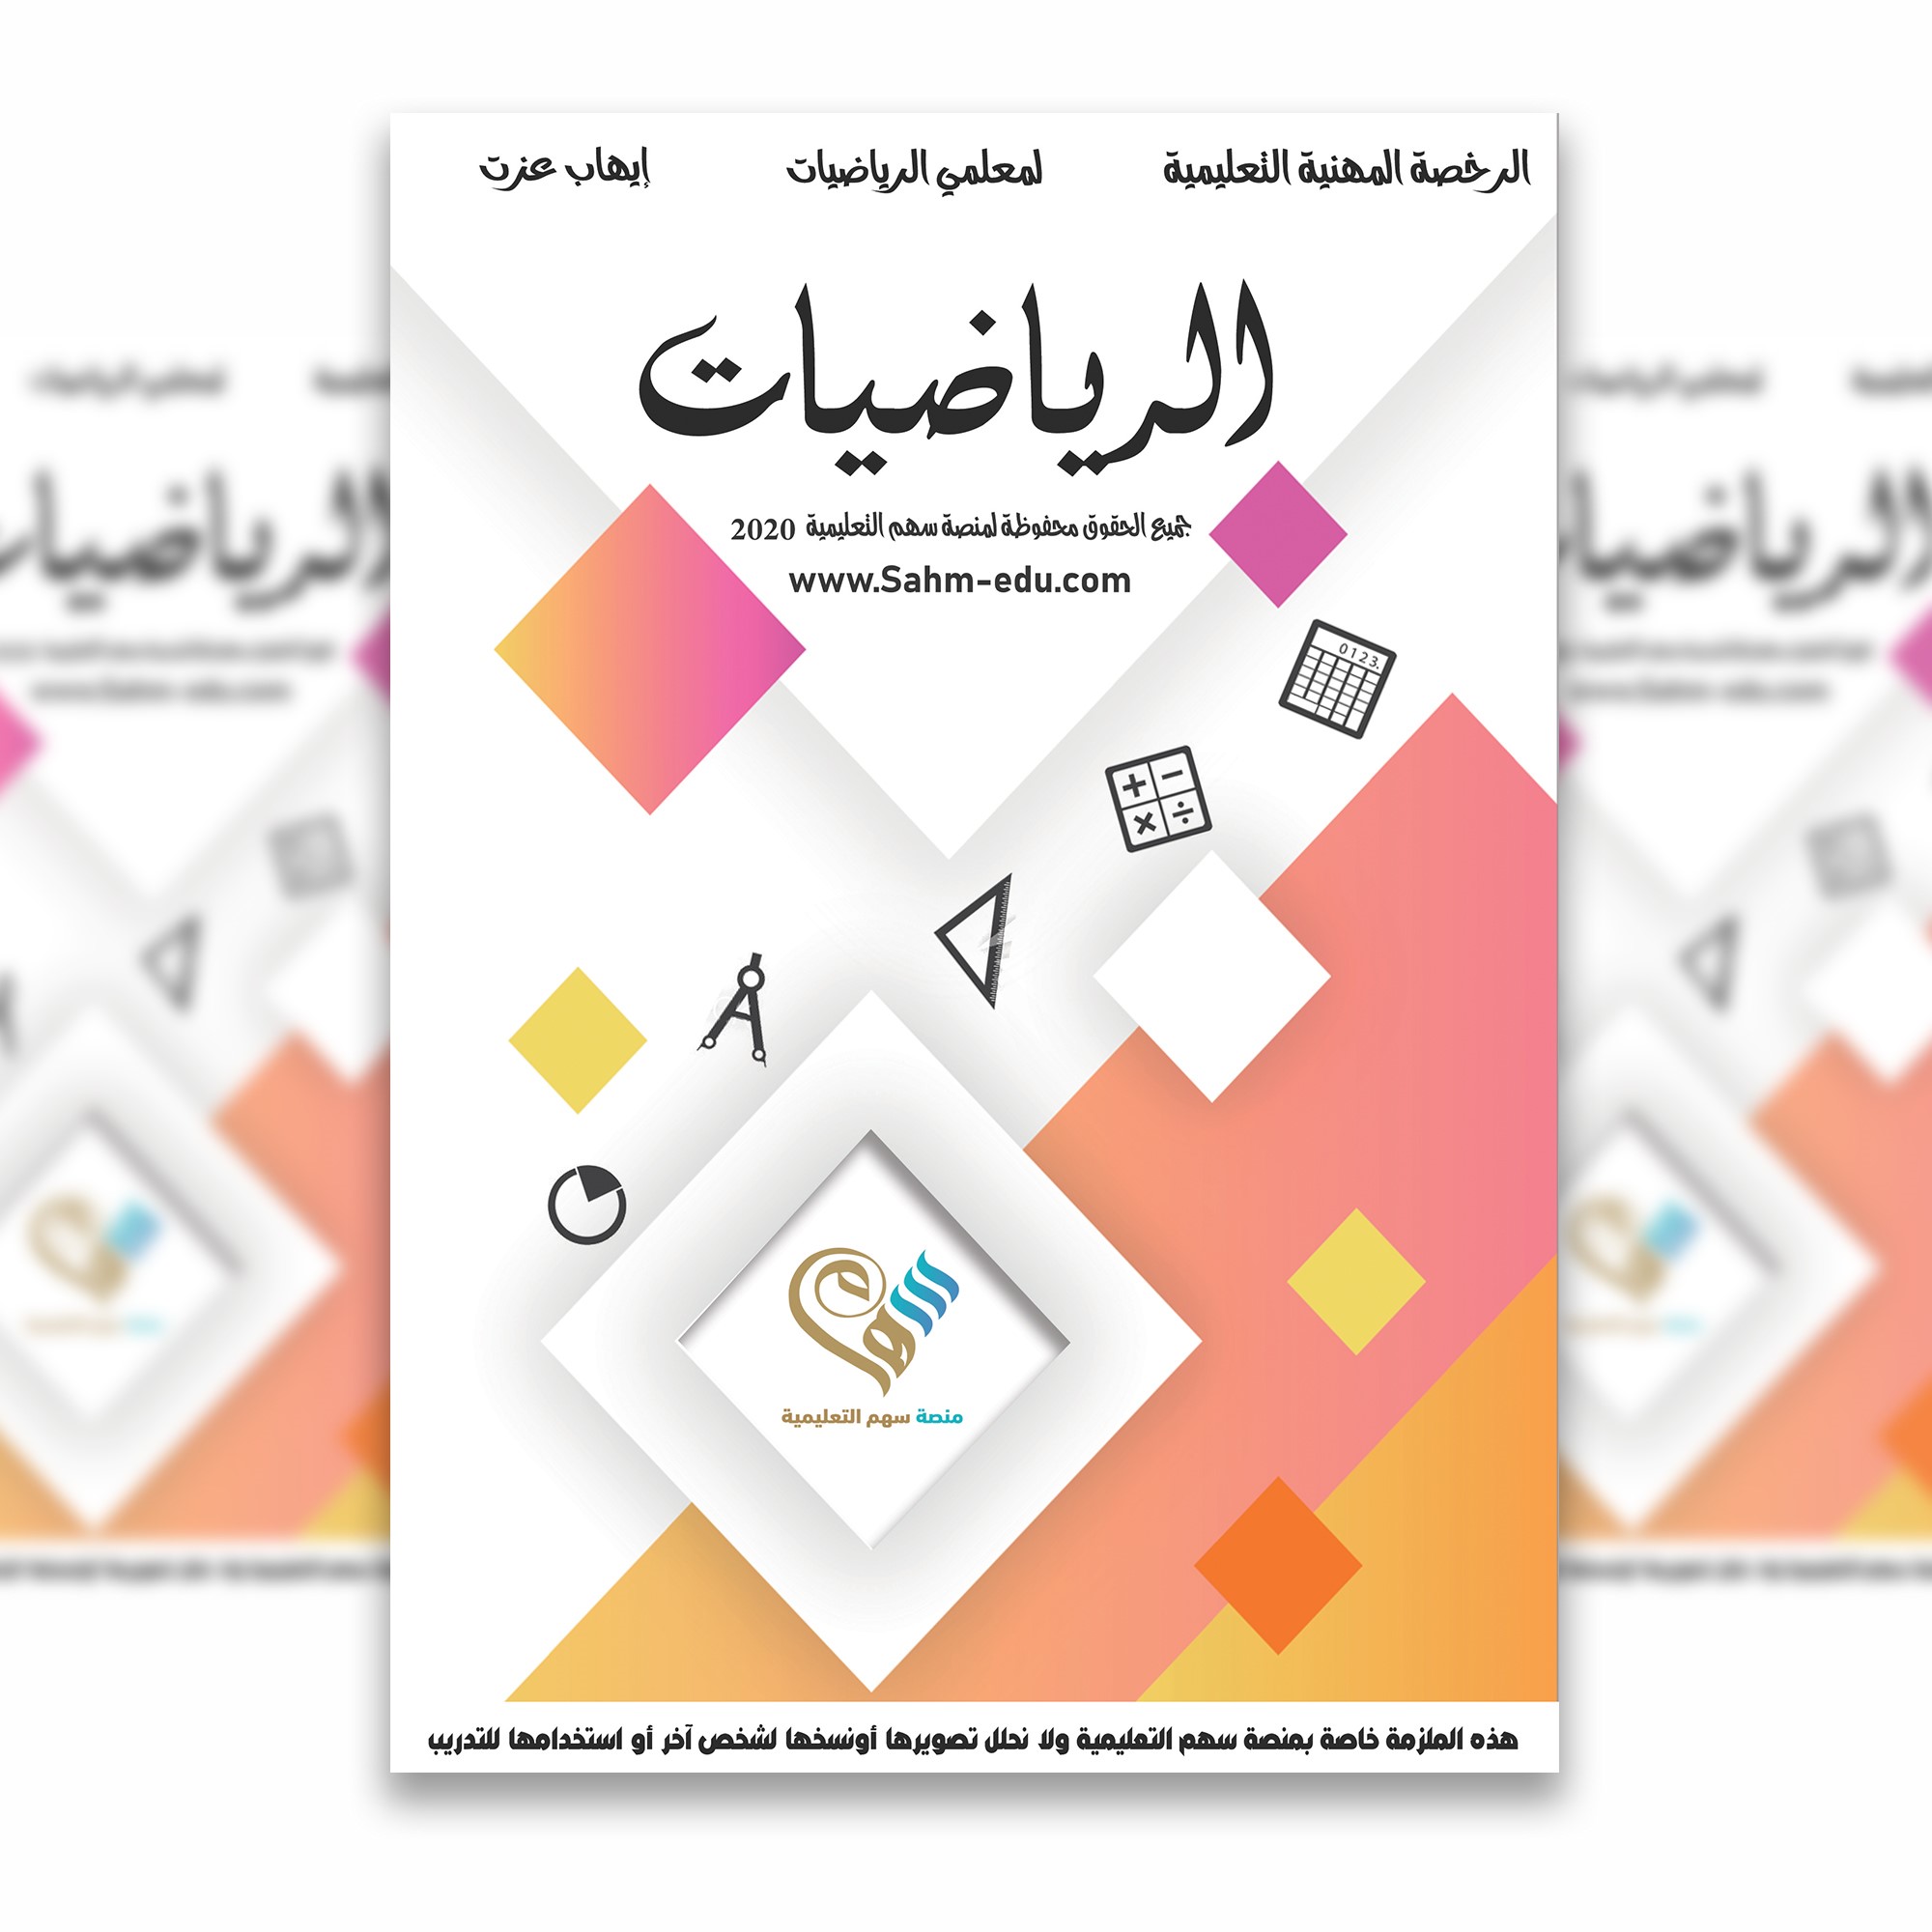 الرخصة المهنية التعليمية لمعلمي الرياضيات إيهاب عزت
الرياضيات
جميع الحقوق محفوظة لمنصة سهم التعليمية 2020
www.Sahm-edu.com
0123.
+ −
× ÷
سهم
منصة سهم التعليمية
هذه الملزمة خاصة بمنصة سهم التعليمية ولا نحلل تصويرها أونسخها لشخص آخر أو استخدامها للتدريب